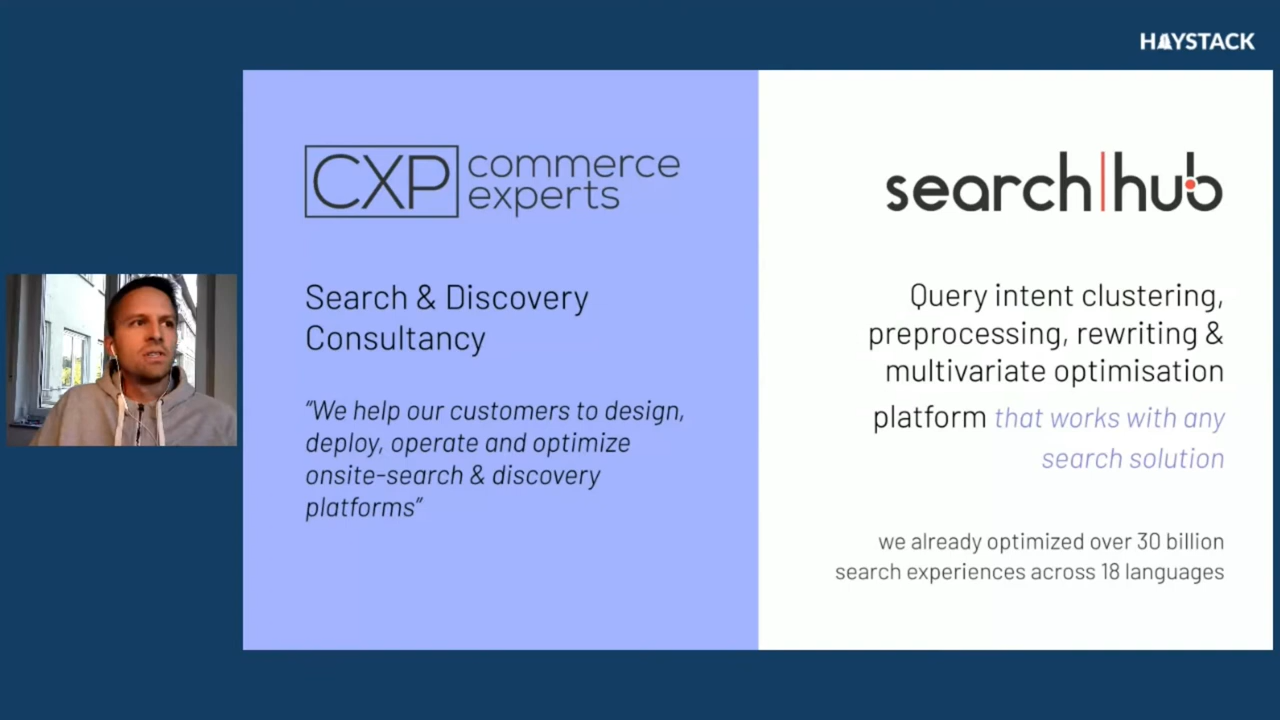 HAYSTACK
CXP commerce
experts
Search & Discovery
Consultancy
"We help our customers to design,
deploy, operate and optimize
onsite-search & discovery
platforms"
search|hub
Query intent clustering,
preprocessing, rewriting &
multivariate optimisation
platform that works with any
search solution
we already optimized over 30 billion
search experiences across 18 languages